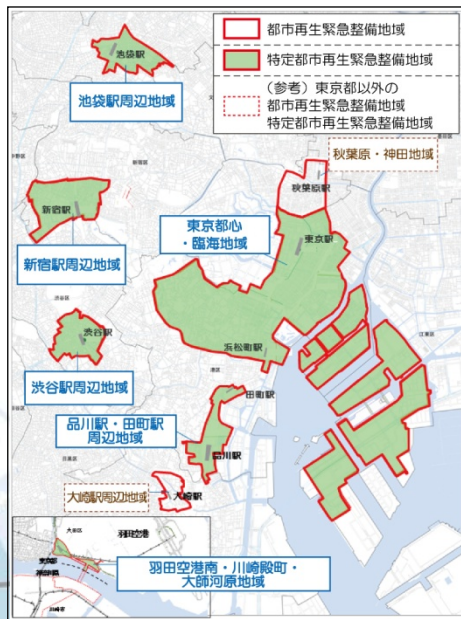 都市再生緊急整備地域
特定都市再生緊急整備地域
(参考)東京都以外の
都市再生緊急整備地域
特定都市再生緊急整備地域
池袋駅
池袋駅周辺地域
秋葉原・神田地域
秋葉原駅
新宿駅
新宿駅周辺地域
東京都心
・臨海地域
東京駅
渋谷駅
渋谷駅周辺地域
浜松町駅
田町駅
品川駅・田町駅
周辺地域
品川駅
大崎駅周辺地域
大崎駅
羽田空港
羽田空港南・川崎殿町・
大師河原地域